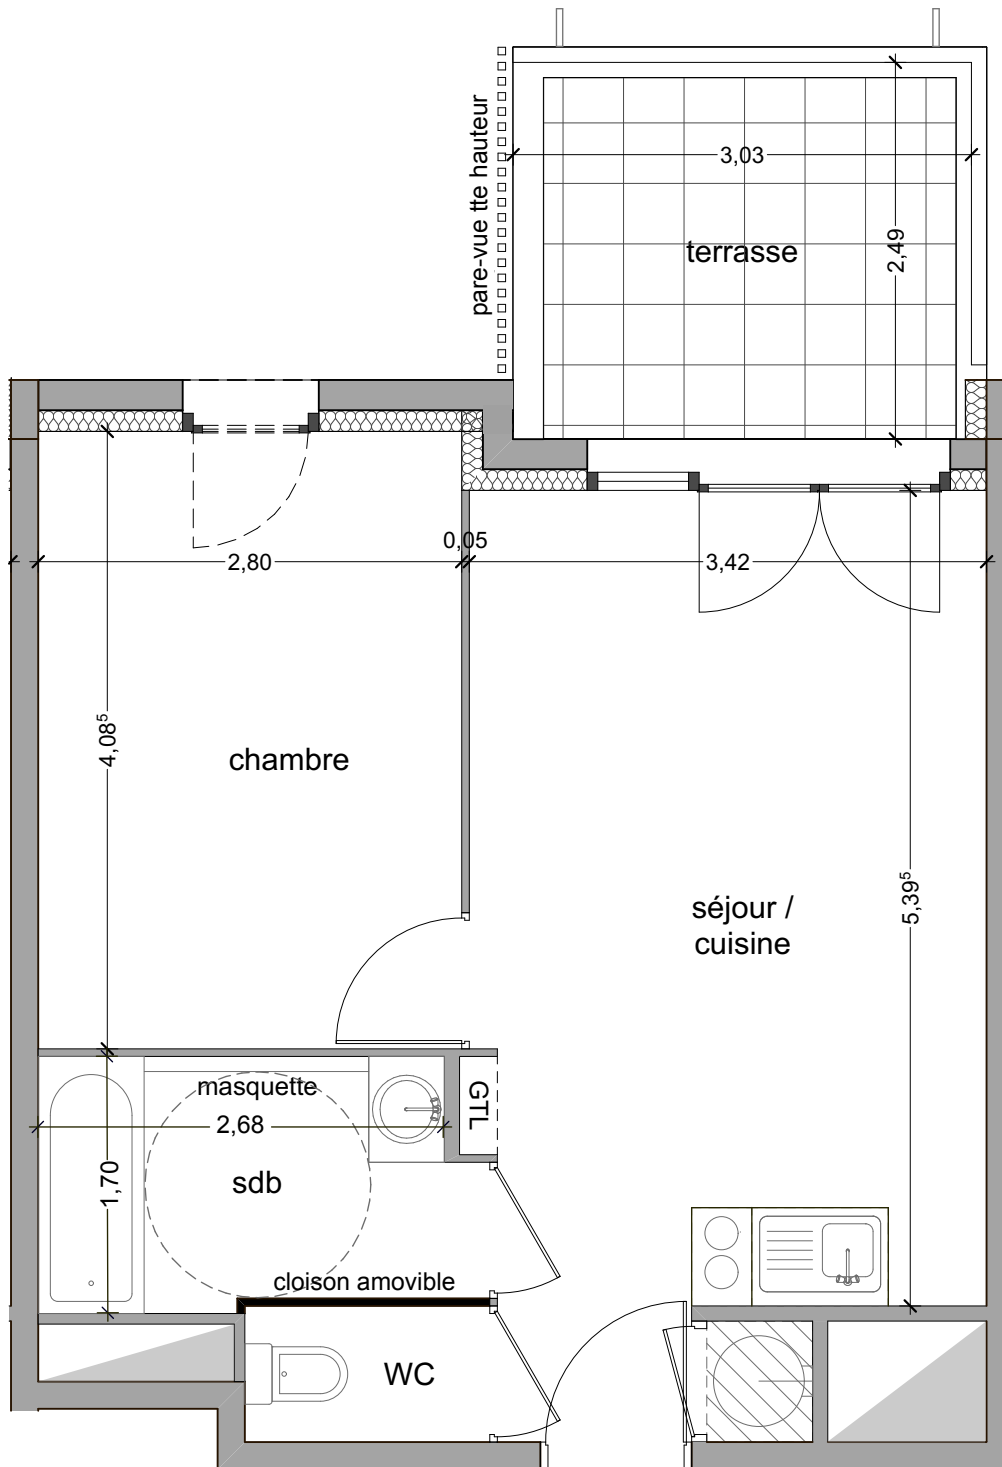 pare-vue tte hauteur
3,03
2,49
terrasse
0,05
2,80
3,42
4,08⁵
chambre
5,39⁵
séjour /
cuisine
masquette
2,68
GTL
1,70
sdb
cloison amovible
WC